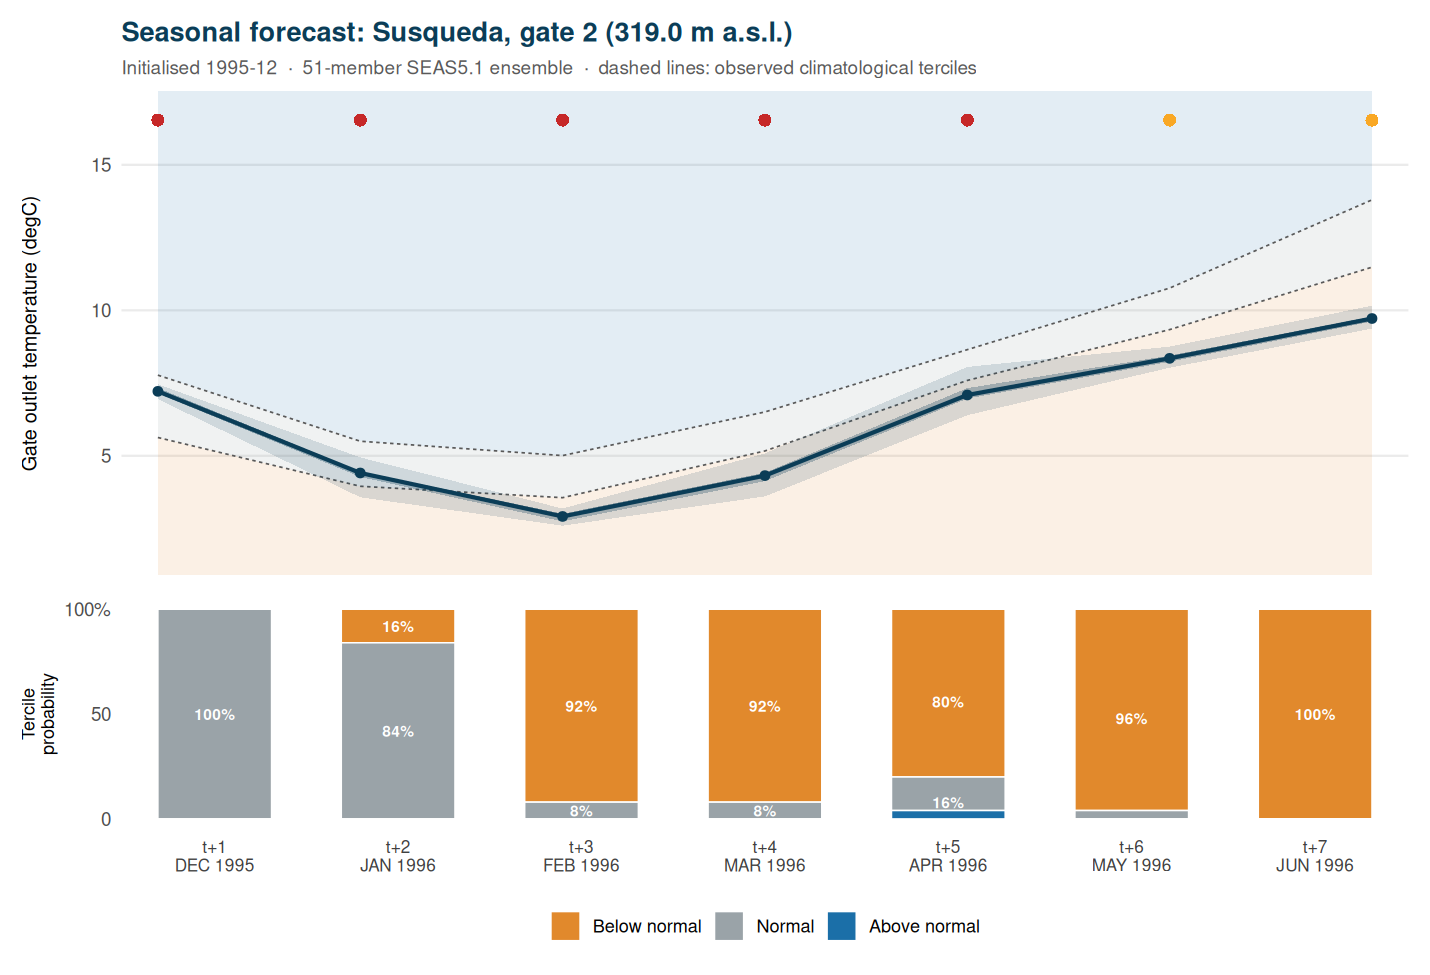 Seasonal forecast: Susqueda, gate 2 (319.0 m a.s.l.)
Initialised 1995-12 · 51-member SEAS5.1 ensemble · dashed lines: observed climatological terciles
Gate outlet temperature (degC)
15
10
5
Tercile
probability
100%
50
0
100%
16%
84%
92%
8%
92%
8%
80%
16%
96%
100%
t+1
DEC 1995
t+2
JAN 1996
t+3
FEB 1996
t+4
MAR 1996
t+5
APR 1996
t+6
MAY 1996
t+7
JUN 1996
Below normal
Normal
Above normal